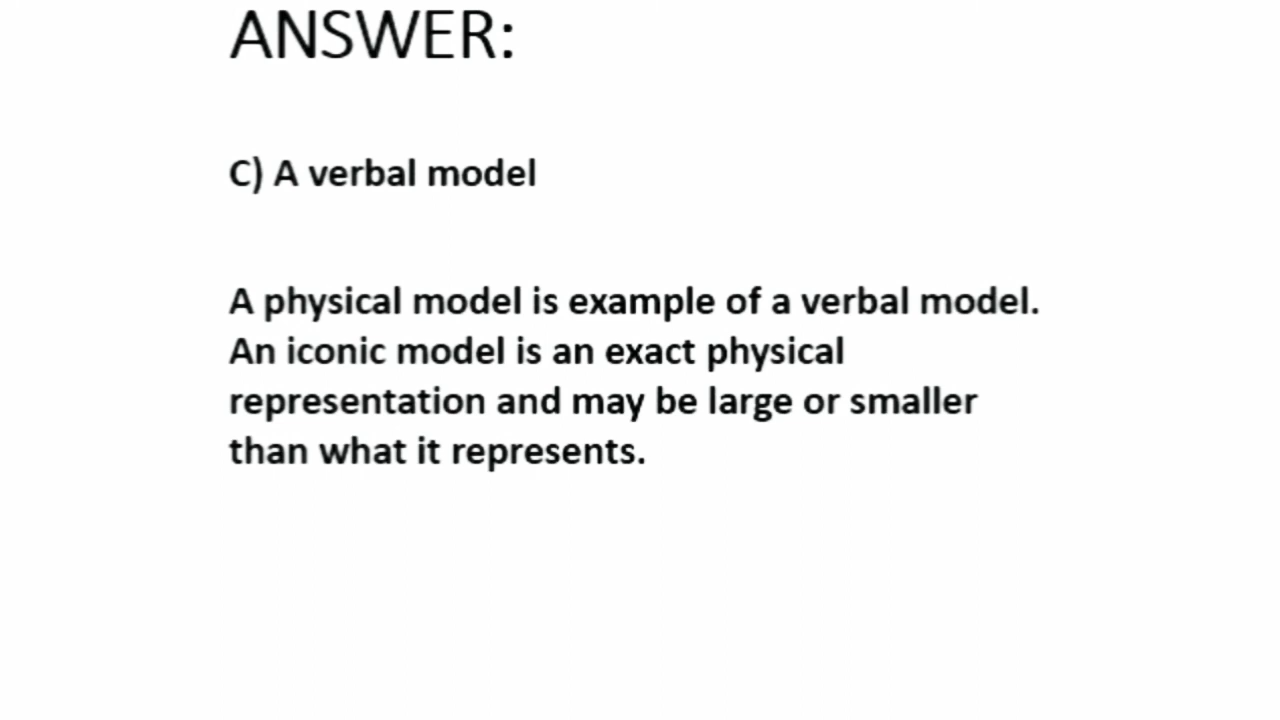 ANSWER:
C) A verbal model
A physical model is example of a verbal model.
An iconic model is an exact physical
representation and may be large or smaller
than what it represents.